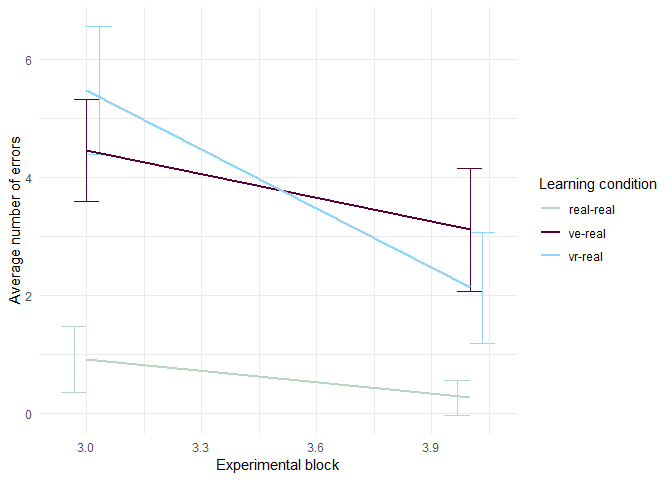 6
4
2
0
Average number of errors
3.0
3.3
3.6
3.9
Experimental block
Learning condition
real-real
ve-real
vr-real